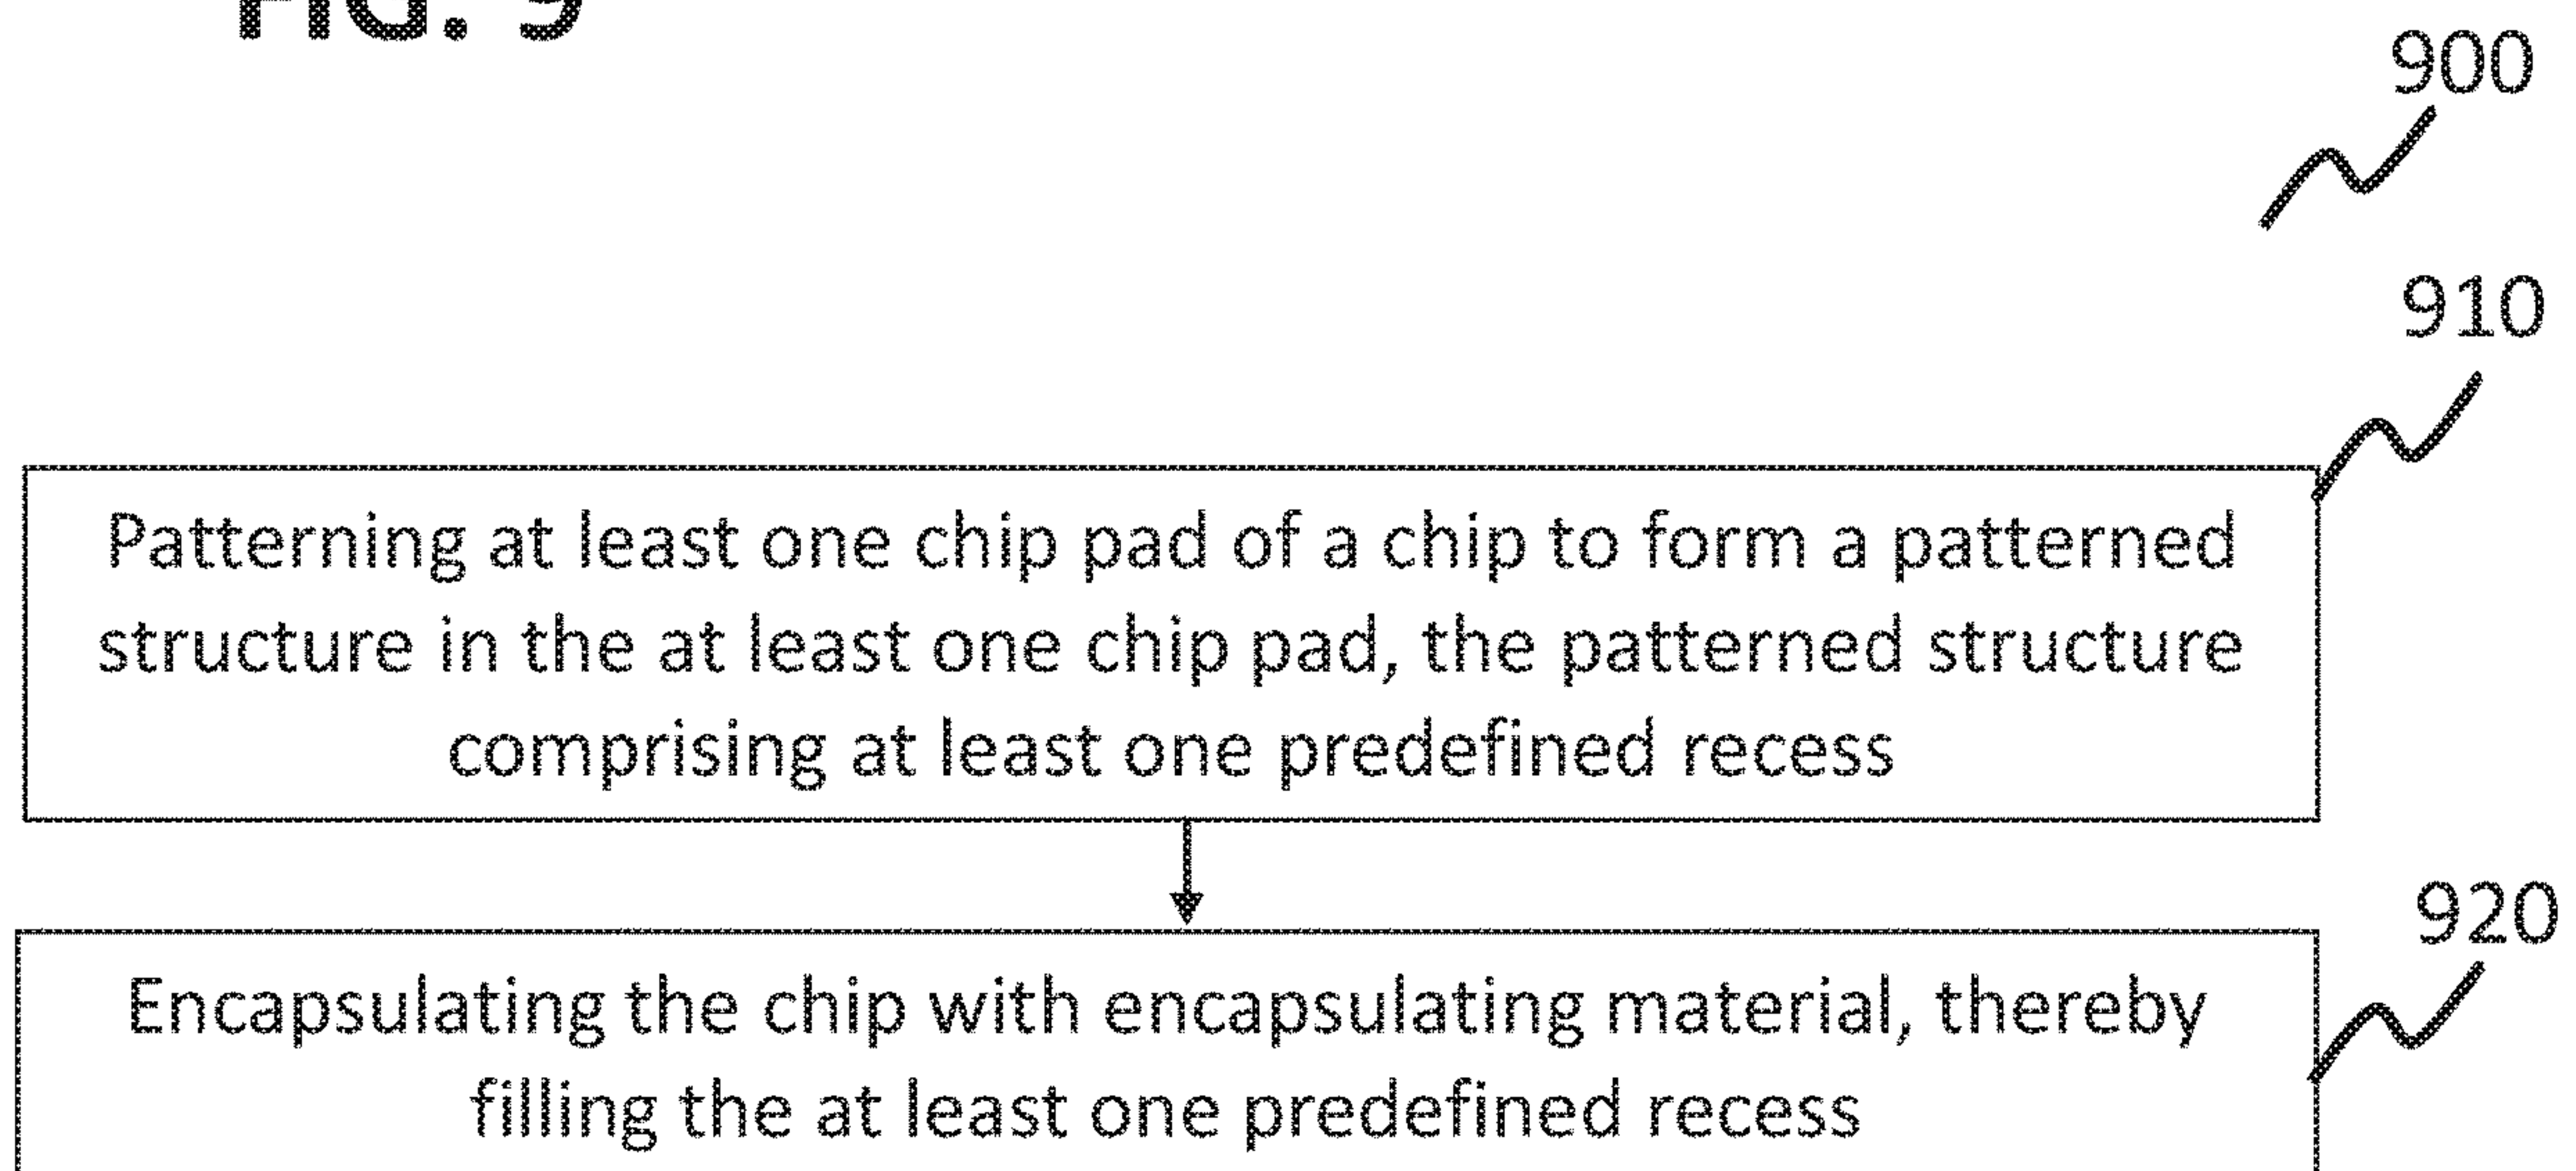 FIG. 9
900
910
Patterning at least one chip pad of a chip to form a patterned
structure in the at least one chip pad, the patterned structure
comprising at least one predefined recess
920
Encapsulating the chip with encapsulating material, thereby
filling the at least one predefined recess